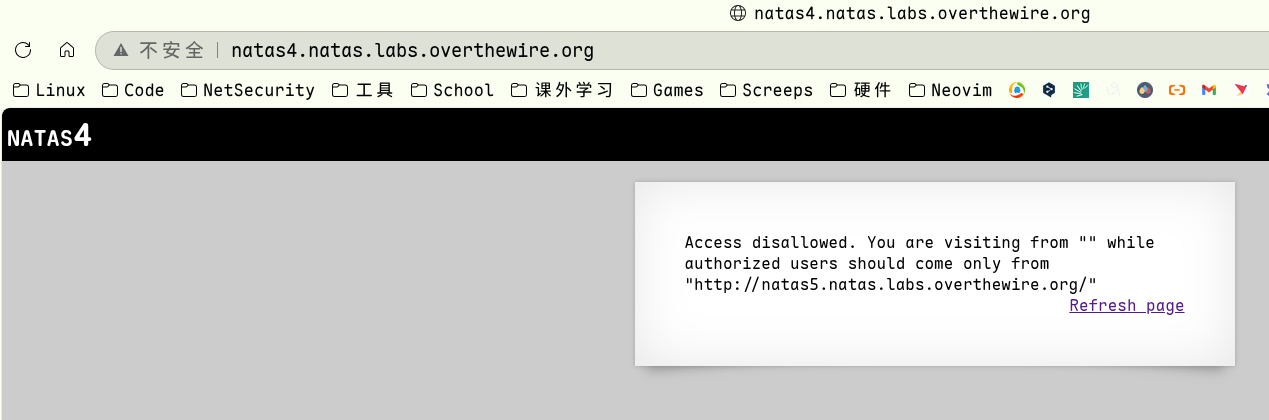 natas4.natas.labs.overthewire.org
不安全 natas4.natas.labs.overthewire.org
Linux Code NetSecurity 工具 School 课外学习 Games Screeps 硬件 Neovim
NATAS4
Access disallowed. You are visiting from "" while
authorized users should come only from
"http://natas5.natas.labs.overthewire.org/"
Refresh page